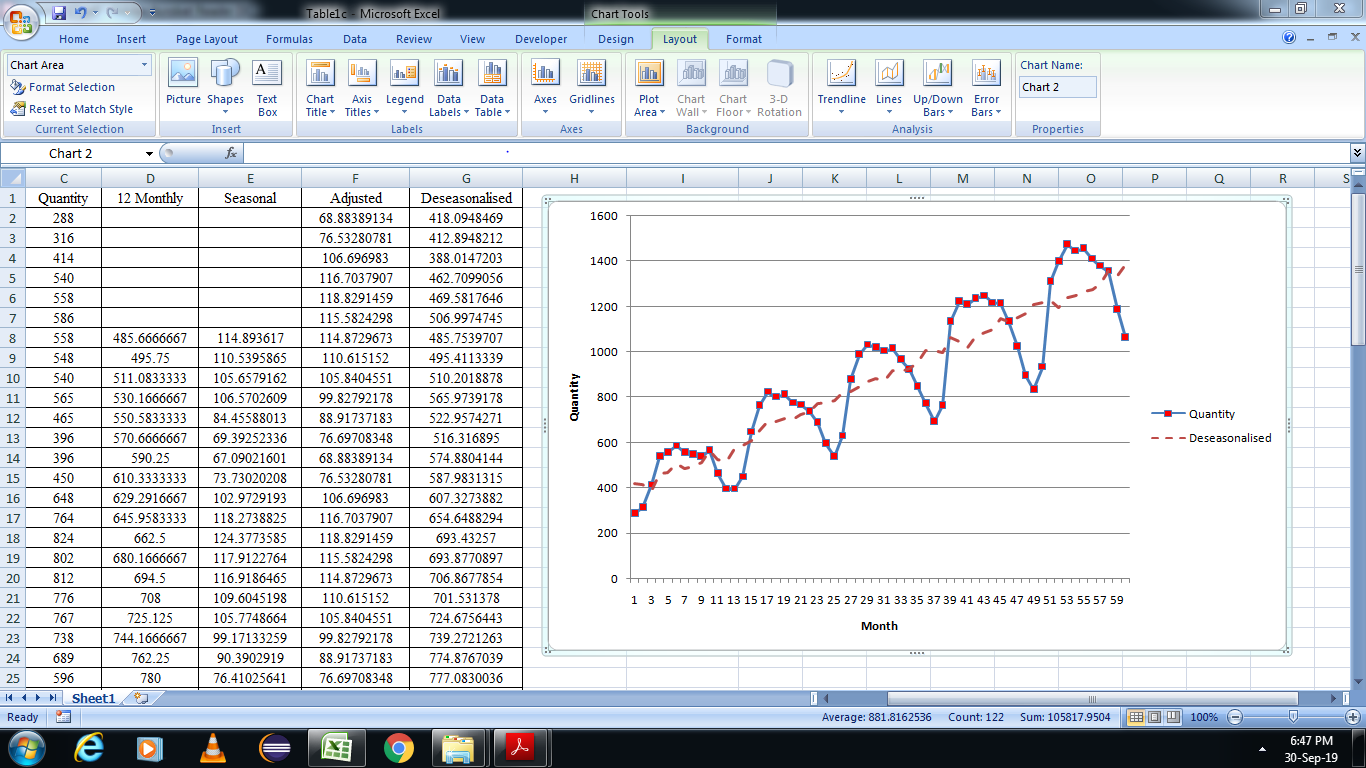 Table1c - Microsoft Excel Chart Tools
Home Insert Page Layout Formulas Data Review View Developer Design Layout Format
Chart Area
Format Selection
Reset to Match Style
Current Selection
Picture Shapes Text Box
Insert
Chart Title Axis Titles Legend Data Labels Data Table
Labels
Axes Gridlines
Axes
Plot Area Chart Wall Chart Floor 3-D Rotation
Background
Trendline Lines Up/Down Bars Error Bars
Analysis
Chart Name:
Chart 2
Properties
Chart 2 fx
C D E F G H I J K L M N O P Q R S
1 Quantity 12 Monthly Seasonal Adjusted Deseasonalised
2 288 68.88389134 418.0948469
3 316 76.53280781 412.8948212
4 414 106.696983 388.0147203
5 540 116.7037907 462.7099056
6 558 118.8291459 469.5817646
7 586 115.5824298 506.9974745
8 558 485.6666667 114.893617 114.8729673 485.7539707
9 548 495.75 110.5395865 110.615152 495.4113339
10 540 511.0833333 105.6579162 105.8404551 510.2018878
11 565 530.1666667 106.5702609 99.82792178 565.9739178
12 465 550.5833333 84.45588013 88.91737183 522.9574271
13 396 570.6666667 69.39252336 76.69708348 516.316895
14 396 590.25 67.09021601 68.88389134 574.8804144
15 450 610.3333333 73.73020208 76.53280781 587.9831315
16 648 629.2916667 102.9729193 106.696983 607.3273882
17 764 645.9583333 118.2738825 116.7037907 654.6488294
18 824 662.5 124.3773585 118.8291459 693.43257
19 802 680.1666667 117.9122764 115.5824298 693.8770897
20 812 694.5 116.9186465 114.8729673 706.8677854
21 776 708 109.6045198 110.615152 701.531378
22 767 725.125 105.7748664 105.8404551 724.6756443
23 738 744.1666667 99.17133259 99.82792178 739.2721263
24 689 762.25 90.3902919 88.91737183 774.8767039
25 596 780 76.41025641 76.69708348 777.0830036
1600
1400
1200
1000
800
600
400
200
0
Quantity
1 3 5 7 9 11 13 15 17 19 21 23 25 27 29 31 33 35 37 39 41 43 45 47 49 51 53 55 57 59
Month
Quantity
Deseasonalised
Sheet1
Ready Average: 881.8162536 Count: 122 Sum: 105817.9504 100%
6:47 PM
30-Sep-19